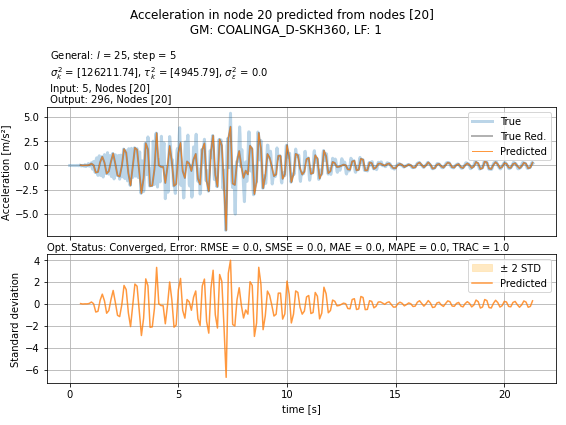 Acceleration in node 20 predicted from nodes [20]
GM: COALINGA_D-SKH360, LF: 1
General: l = 25, step = 5
σ²ₖ = [126211.74], τ²ₖ = [4945.79], σ²ₑ = 0.0
Input: 5, Nodes [20]
Output: 296, Nodes [20]
Acceleration [m/s²]
5.0
2.5
0.0
−2.5
−5.0
True
True Red.
Predicted
Opt. Status: Converged, Error: RMSE = 0.0, SMSE = 0.0, MAE = 0.0, MAPE = 0.0, TRAC = 1.0
Standard deviation
4
2
0
−2
−4
−6
± 2 STD
Predicted
0
5
10
15
20
time [s]